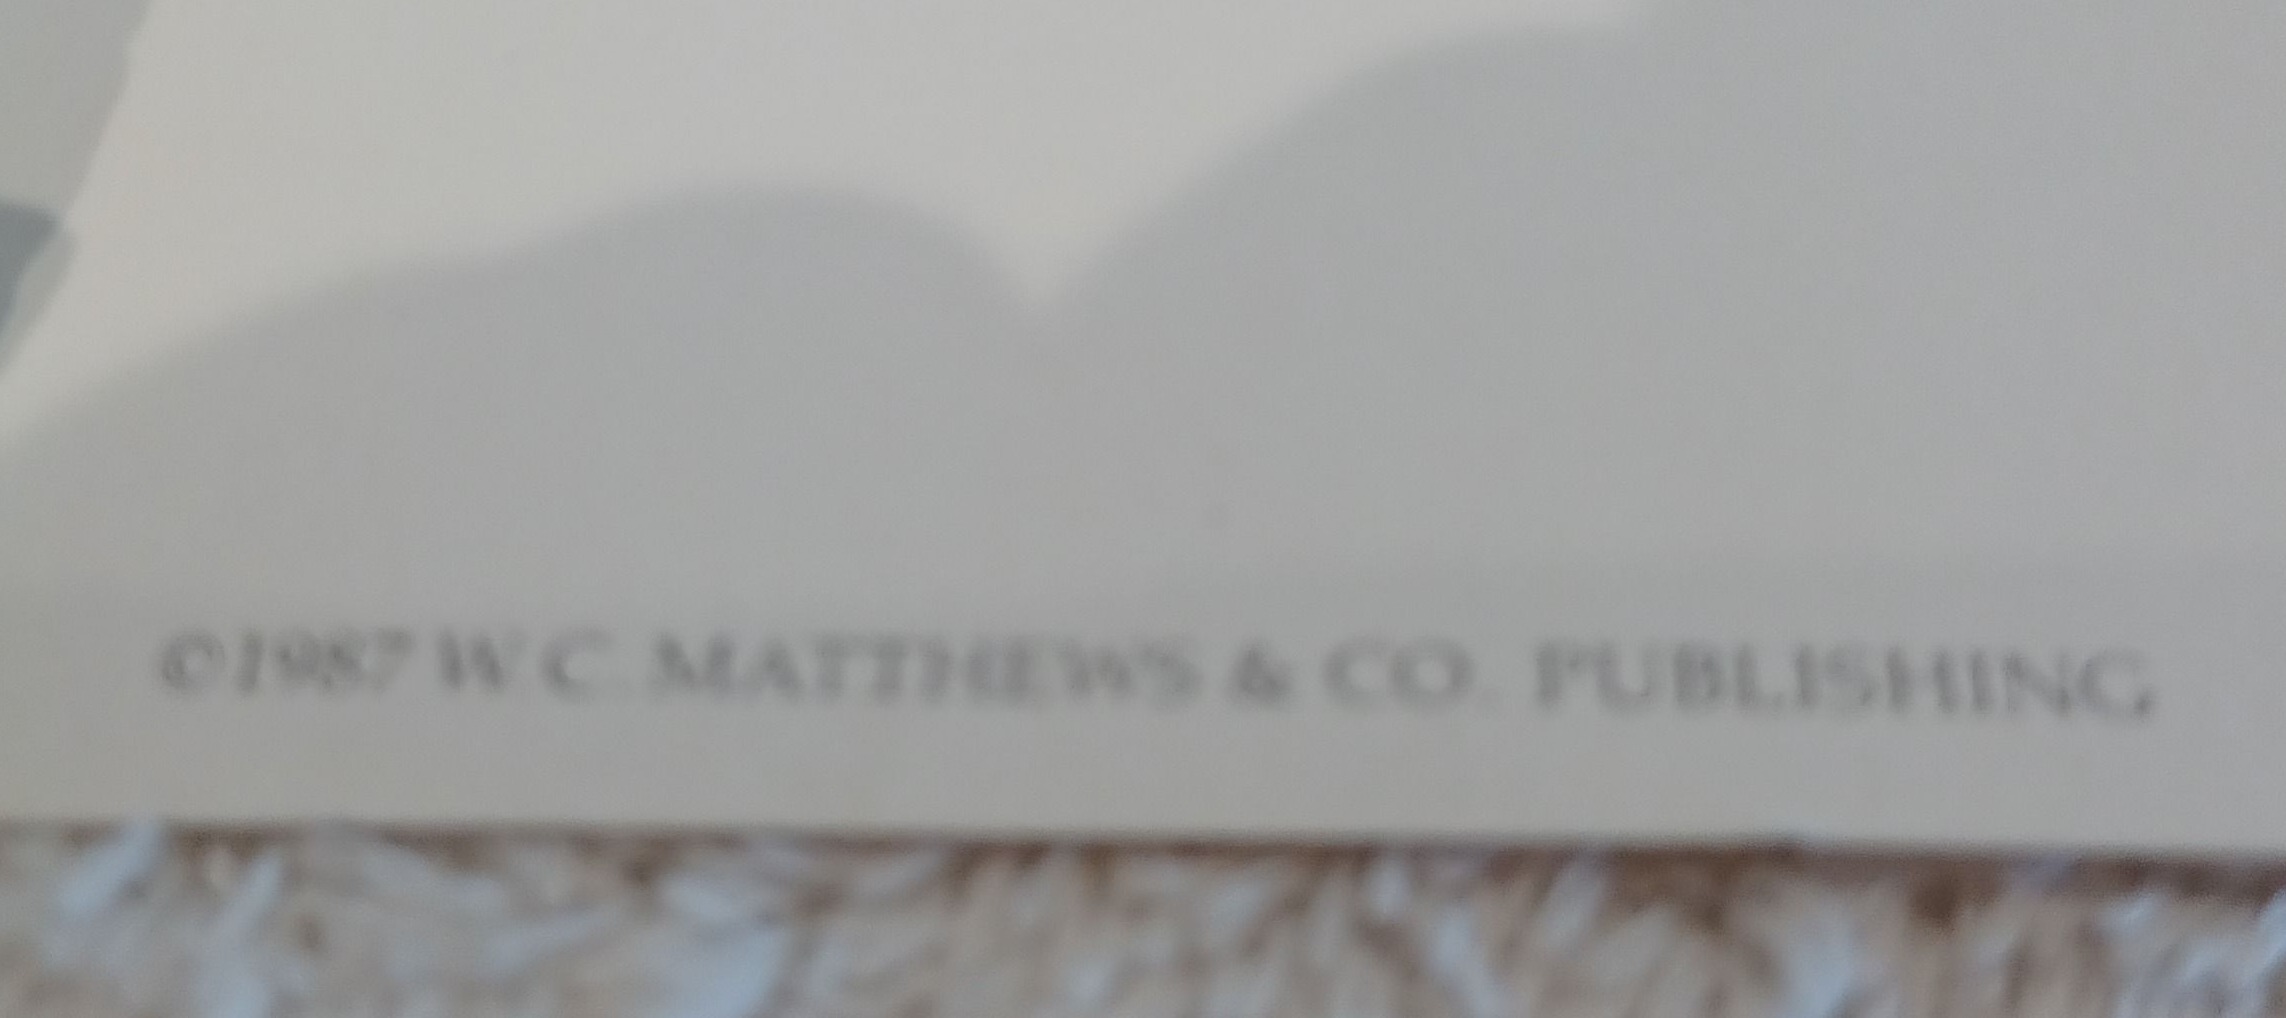 ©1987 W.C. MATTHEWS & CO. PUBLISHING